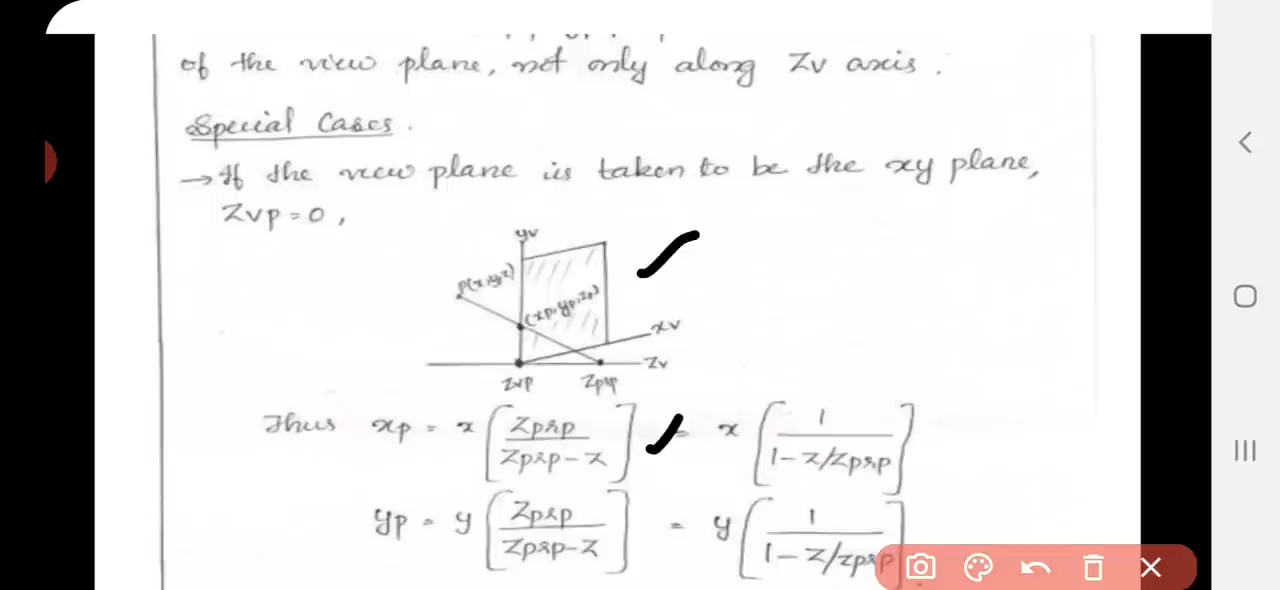 of the view plane, not only along Zv axis.
Special Cases.
→ If the view plane is taken to be the xy plane,
Zvp = 0,
yv
P(x,y,z)
(xp, yp, zp)
xv
Zv
Zvp Zprp
Thus xp = x [Zprp / Zprp - z] = x [1 / 1 - z/Zprp]
yp = y [Zprp / Zprp - z] = y [1 / 1 - z/zprp]